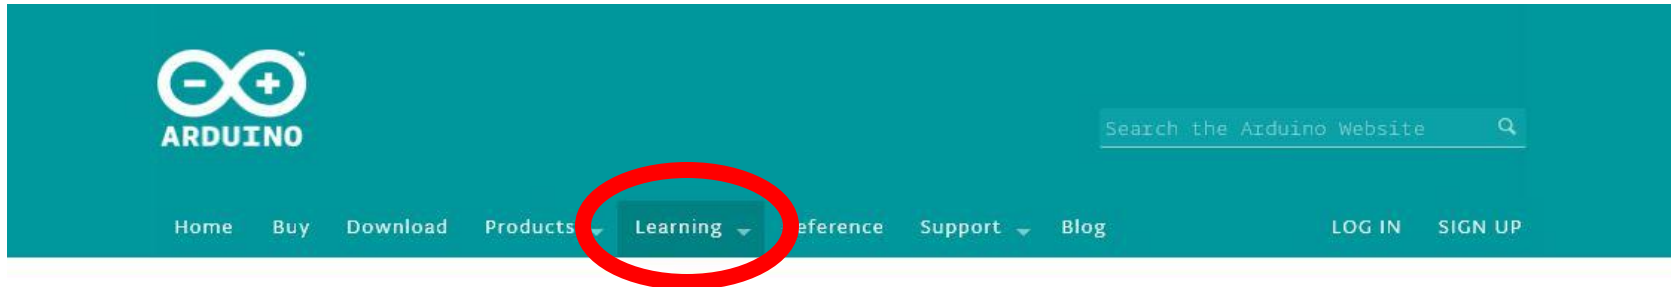 ARDUINO
Search the Arduino Website
Home Buy Download Products Learning eference Support Blog LOG IN SIGN UP